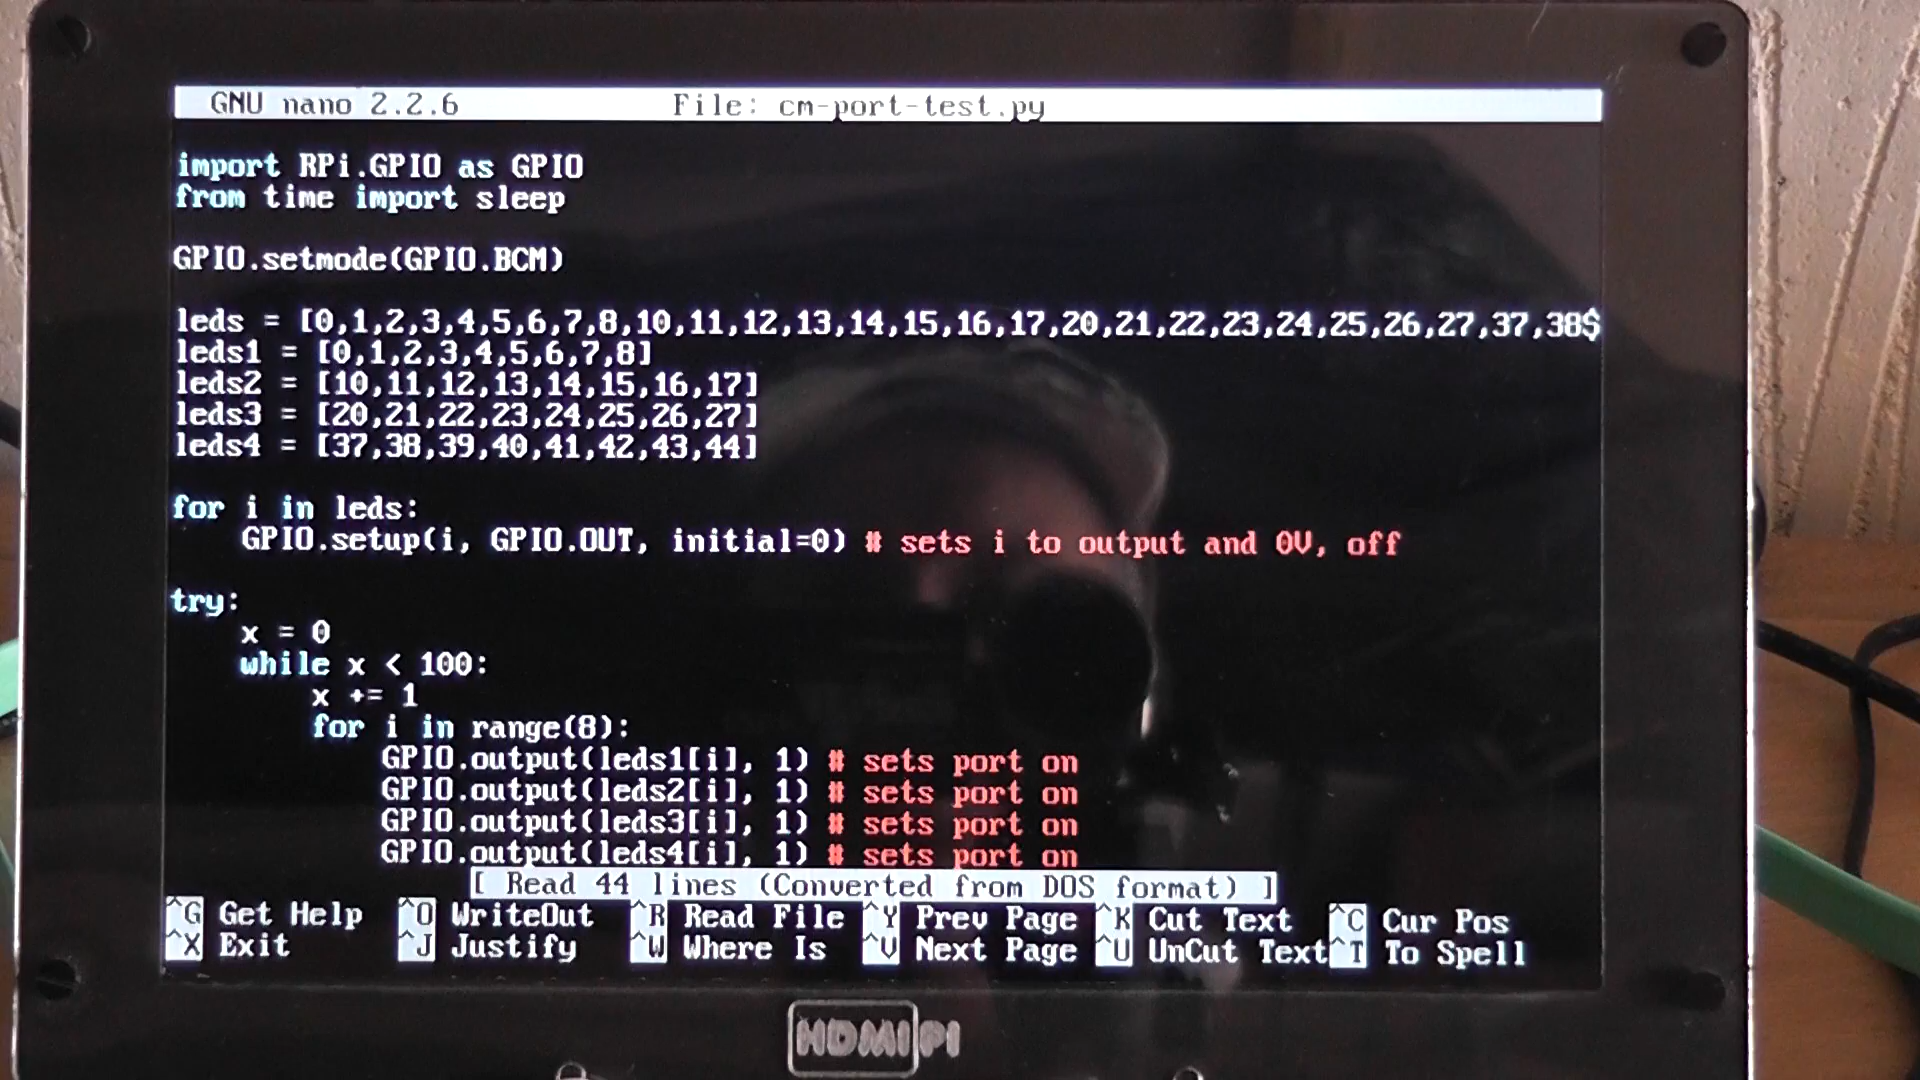 GNU nano 2.2.6 File: cm-port-test.py
import RPi.GPIO as GPIO
from time import sleep
GPIO.setmode(GPIO.BCM)
leds = [0,1,2,3,4,5,6,7,8,10,11,12,13,14,15,16,17,20,21,22,23,24,25,26,27,37,38$
leds1 = [0,1,2,3,4,5,6,7,8]
leds2 = [10,11,12,13,14,15,16,17]
leds3 = [20,21,22,23,24,25,26,27]
leds4 = [37,38,39,40,41,42,43,44]
for i in leds:
    GPIO.setup(i, GPIO.OUT, initial=0) # sets i to output and 0V, off
try:
    x = 0
    while x < 100:
        x += 1
        for i in range(8):
            GPIO.output(leds1[i], 1) # sets port on
            GPIO.output(leds2[i], 1) # sets port on
            GPIO.output(leds3[i], 1) # sets port on
            GPIO.output(leds4[i], 1) # sets port on
[ Read 44 lines (Converted from DOS format) ]
^G Get Help ^O WriteOut ^R Read File ^Y Prev Page ^K Cut Text ^C Cur Pos
^X Exit ^J Justify ^W Where Is ^V Next Page ^U UnCut Text ^T To Spell
HDMIPI